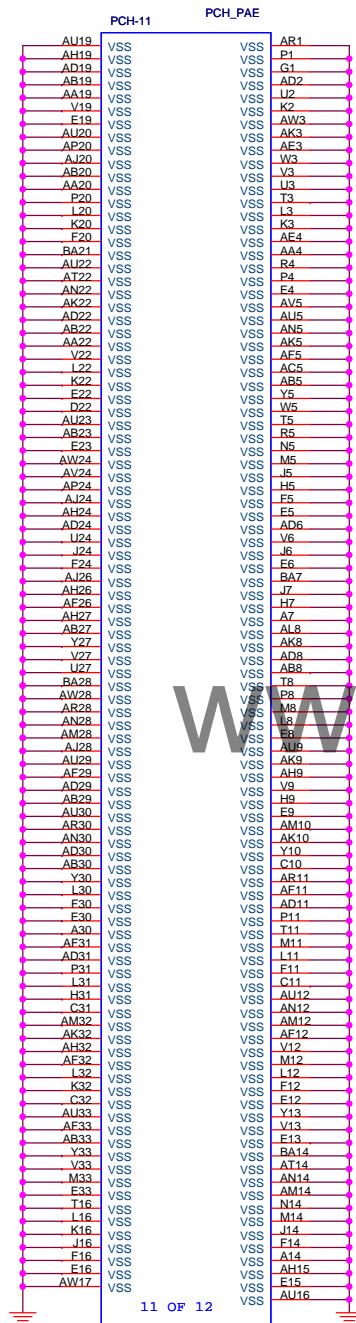 PCH-11 PCH_PAE
AU19 VSS VSS AR1
AH19 VSS VSS P1
AD19 VSS VSS G1
AB19 VSS VSS AD2
AA19 VSS VSS U2
V19 VSS VSS K2
E19 VSS VSS AW3
AU20 VSS VSS AK3
AP20 VSS VSS AE3
AJ20 VSS VSS W3
AB20 VSS VSS V3
AA20 VSS VSS U3
P20 VSS VSS T3
L20 VSS VSS L3
K20 VSS VSS K3
F20 VSS VSS AE4
BA21 VSS VSS AA4
AU22 VSS VSS R4
AT22 VSS VSS P4
AN22 VSS VSS E4
AK22 VSS VSS AV5
AD22 VSS VSS AU5
AB22 VSS VSS AN5
AA22 VSS VSS AK5
V22 VSS VSS AF5
L22 VSS VSS AC5
K22 VSS VSS AB5
E22 VSS VSS Y5
D22 VSS VSS W5
AU23 VSS VSS T5
AB23 VSS VSS R5
E23 VSS VSS N5
AW24 VSS VSS M5
AV24 VSS VSS J5
AP24 VSS VSS H5
AJ24 VSS VSS F5
AH24 VSS VSS E5
AD24 VSS VSS AD6
U24 VSS VSS V6
J24 VSS VSS J6
F24 VSS VSS E6
AJ26 VSS VSS BA7
AH26 VSS VSS J7
AF26 VSS VSS H7
AH27 VSS VSS A7
AB27 VSS VSS AL8
Y27 VSS VSS AK8
V27 VSS VSS AD8
U27 VSS VSS AB8
BA28 VSS VSS T8
AW28 VSS VSS P8
AR28 VSS VSS M8
AN28 VSS VSS L8
AM28 VSS VSS E8
AJ28 VSS VSS AU9
AU29 VSS VSS AK9
AF29 VSS VSS AH9
AD29 VSS VSS V9
AB29 VSS VSS H9
AU30 VSS VSS E9
AR30 VSS VSS AM10
AN30 VSS VSS AK10
AD30 VSS VSS Y10
AB30 VSS VSS C10
Y30 VSS VSS AR11
L30 VSS VSS AF11
F30 VSS VSS AD11
E30 VSS VSS P11
A30 VSS VSS T11
AF31 VSS VSS M11
AD31 VSS VSS L11
P31 VSS VSS F11
L31 VSS VSS C11
H31 VSS VSS AU12
C31 VSS VSS AN12
AM32 VSS VSS AM12
AK32 VSS VSS AF12
AH32 VSS VSS V12
AF32 VSS VSS M12
L32 VSS VSS L12
K32 VSS VSS F12
C32 VSS VSS E12
AU33 VSS VSS Y13
AF33 VSS VSS V13
AB33 VSS VSS E13
Y33 VSS VSS BA14
V33 VSS VSS AT14
M33 VSS VSS AN14
E33 VSS VSS AM14
T16 VSS VSS N14
L16 VSS VSS M14
K16 VSS VSS J14
J16 VSS VSS F14
F16 VSS VSS A14
E16 VSS VSS AH15
AW17 VSS VSS E15
VSS AU16
11 OF 12